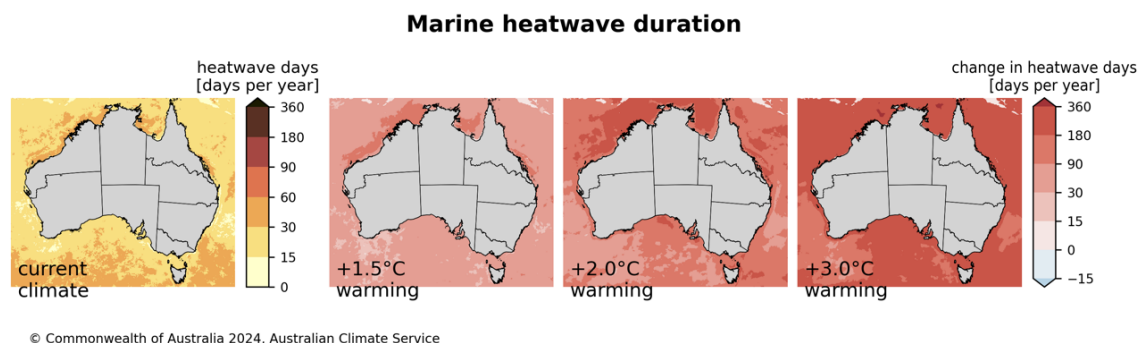 Marine heatwave duration
heatwave days
[days per year]
360
180
90
60
30
15
0
current
climate
+1.5°C
warming
+2.0°C
warming
+3.0°C
warming
change in heatwave days
[days per year]
360
180
90
30
15
0
−15
© Commonwealth of Australia 2024, Australian Climate Service